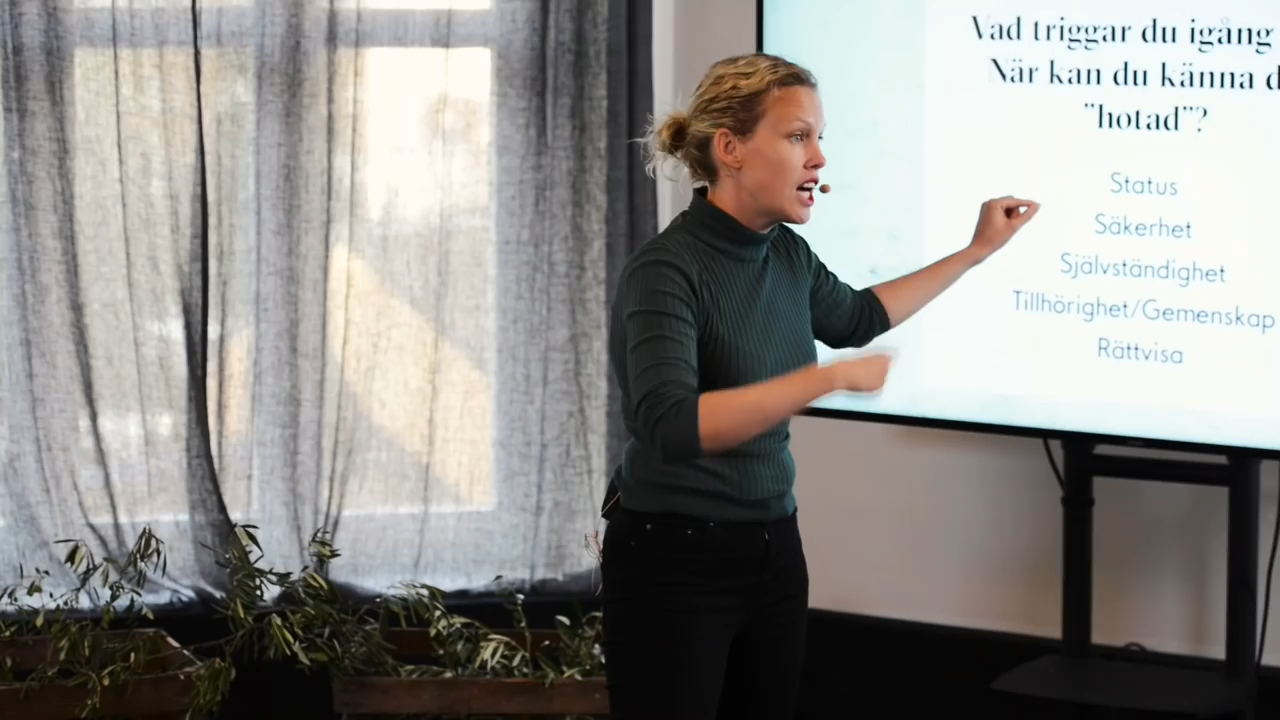 Vad triggar du igång
När kan du känna d
"hotad"?
Status
Säkerhet
Självständighet
Tillhörighet/Gemenskap
Rättvisa